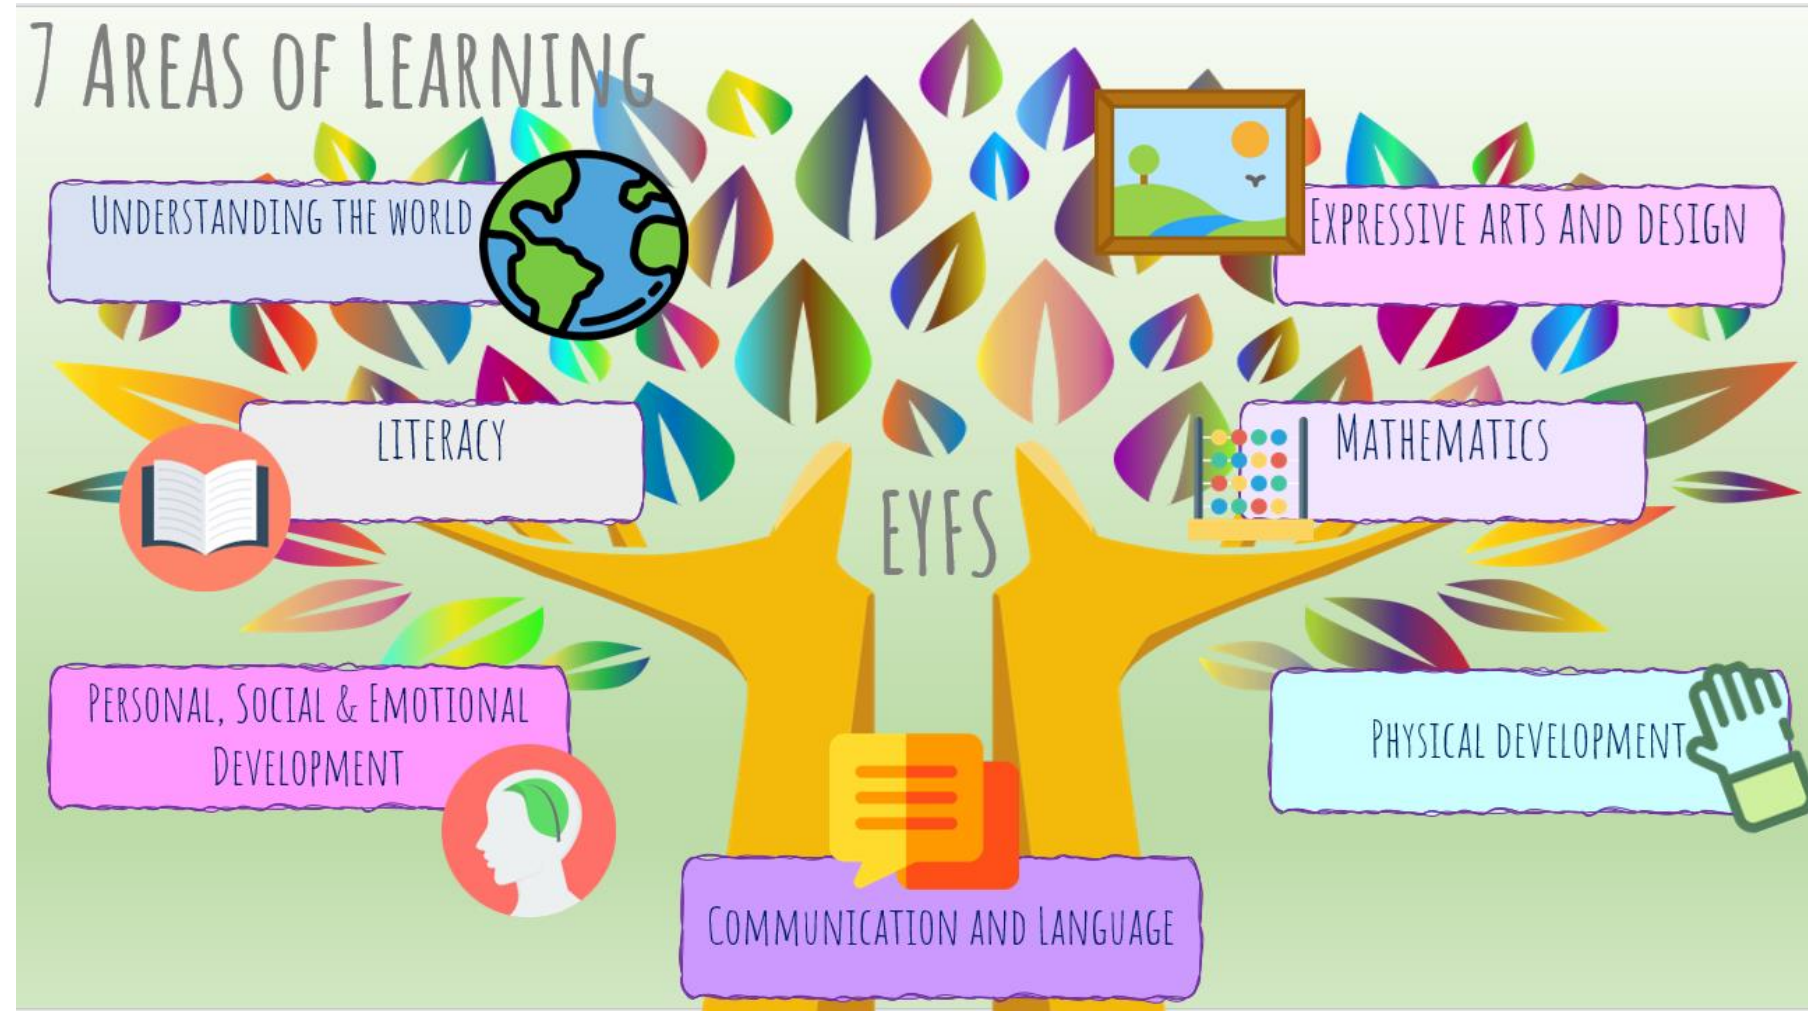 7 AREAS OF LEARNING
UNDERSTANDING THE WORLD
EXPRESSIVE ARTS AND DESIGN
LITERACY
MATHEMATICS
EYFS
PERSONAL, SOCIAL & EMOTIONAL
DEVELOPMENT
PHYSICAL DEVELOPMENT
COMMUNICATION AND LANGUAGE